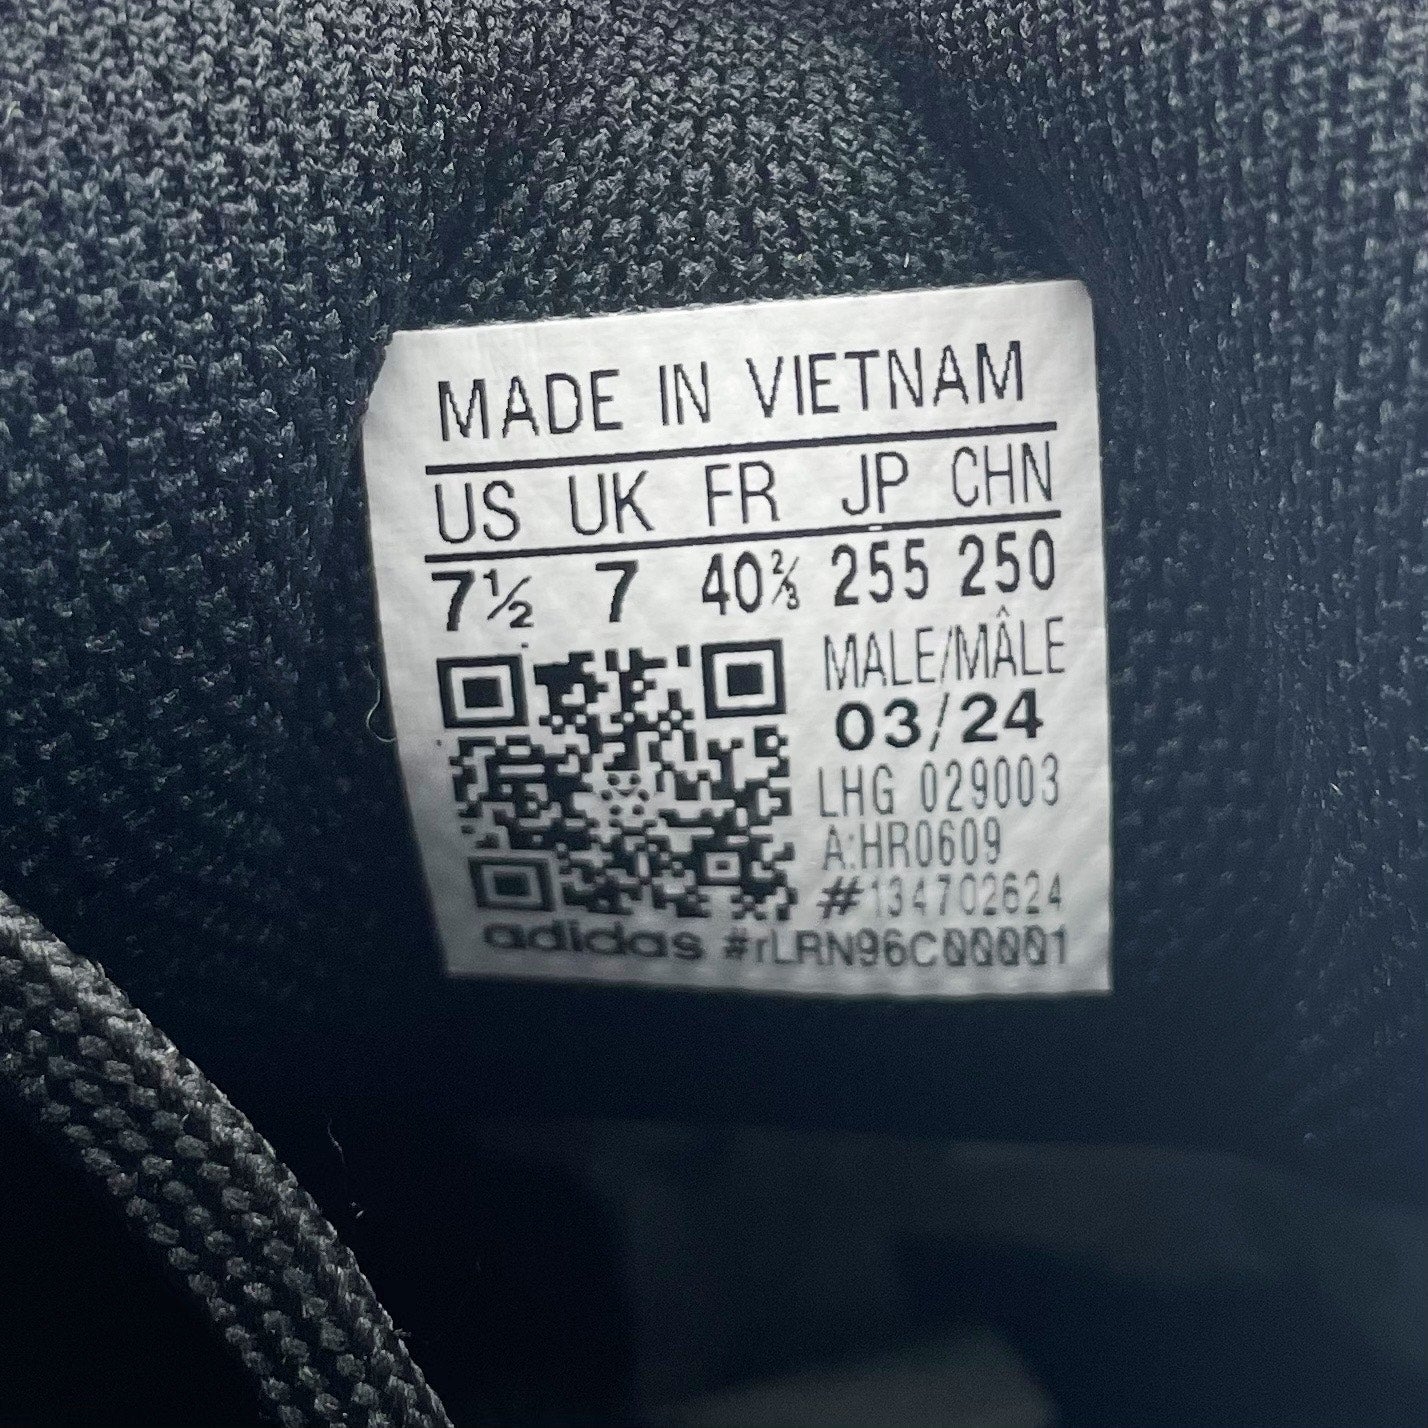 MADE IN VIETNAM
US UK FR JP CHN
7½ 7 40⅔ 255 250
MALE/MÂLE
03/24
LHG 029003
A:HR0609
#134702624
adidas #rLRN96C00001